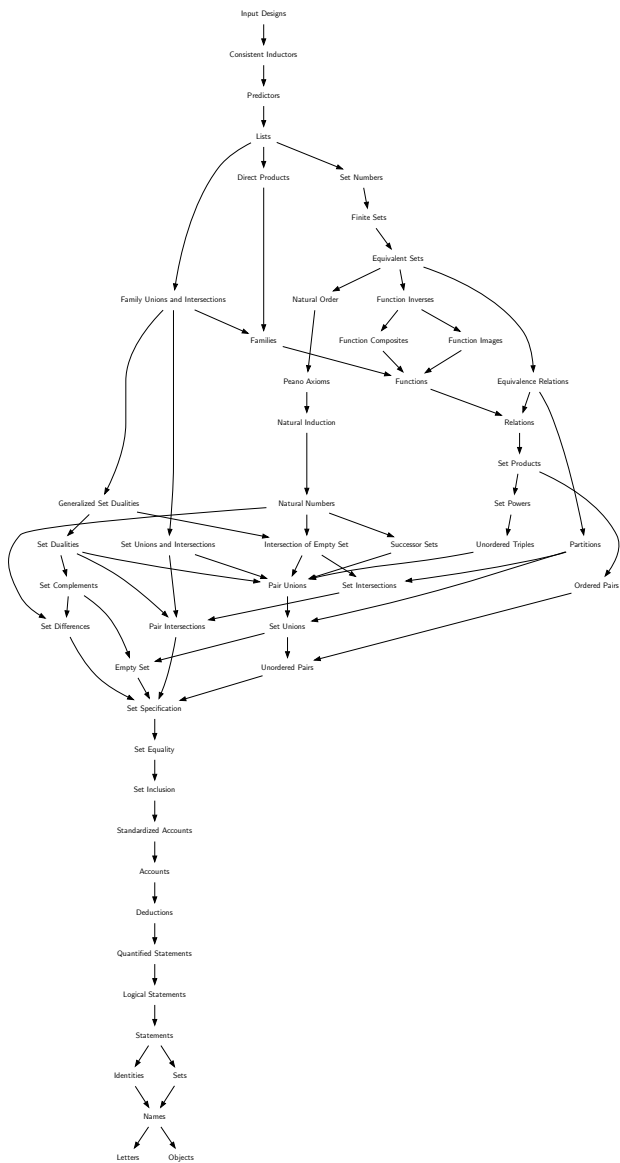 Input Designs
Consistent Inductors
Predictors
Lists
Direct Products
Set Numbers
Finite Sets
Equivalent Sets
Family Unions and Intersections
Natural Order
Function Inverses
Families
Function Composites
Function Images
Peano Axioms
Functions
Equivalence Relations
Natural Induction
Relations
Set Products
Generalized Set Dualities
Natural Numbers
Set Powers
Set Dualities
Set Unions and Intersections
Intersection of Empty Set
Successor Sets
Unordered Triples
Partitions
Set Complements
Pair Unions
Set Intersections
Ordered Pairs
Set Differences
Pair Intersections
Set Unions
Empty Set
Unordered Pairs
Set Specification
Set Equality
Set Inclusion
Standardized Accounts
Accounts
Deductions
Quantified Statements
Logical Statements
Statements
Identities
Sets
Names
Letters
Objects